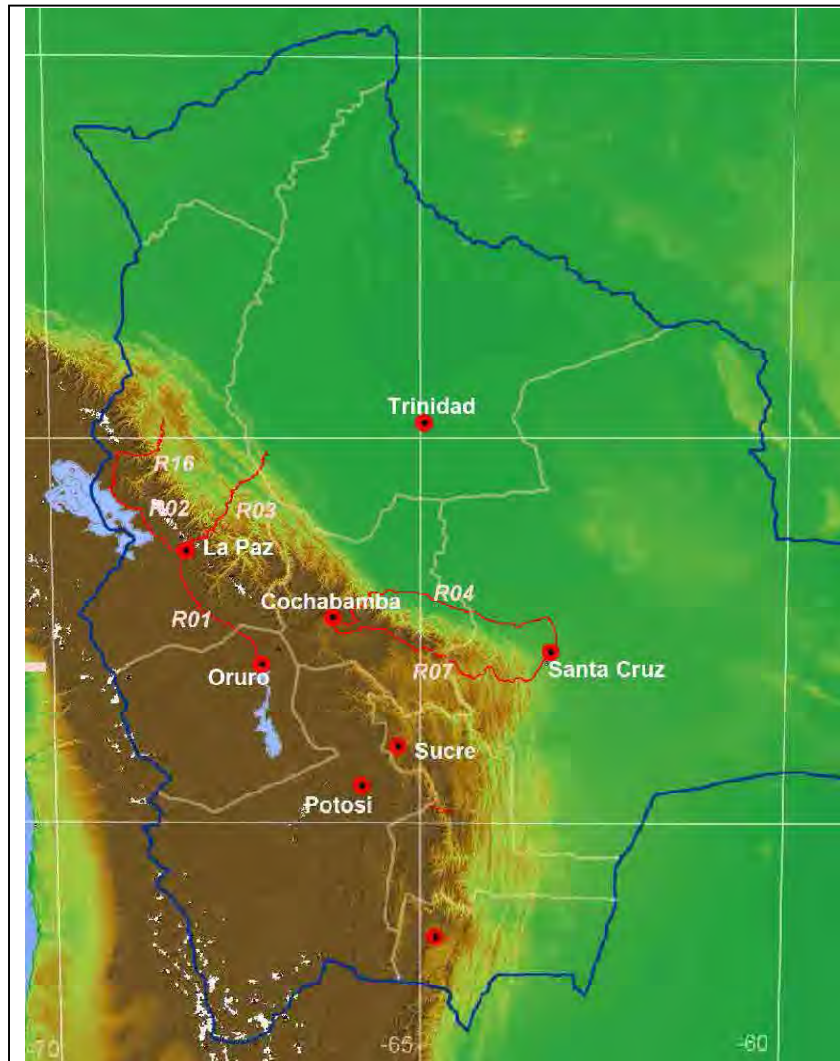 Trinidad
R16
R02
R03
La Paz
R01
Cochabamba
R04
R07
Santa Cruz
Oruro
Sucre
Potosi
-70
-65
-60